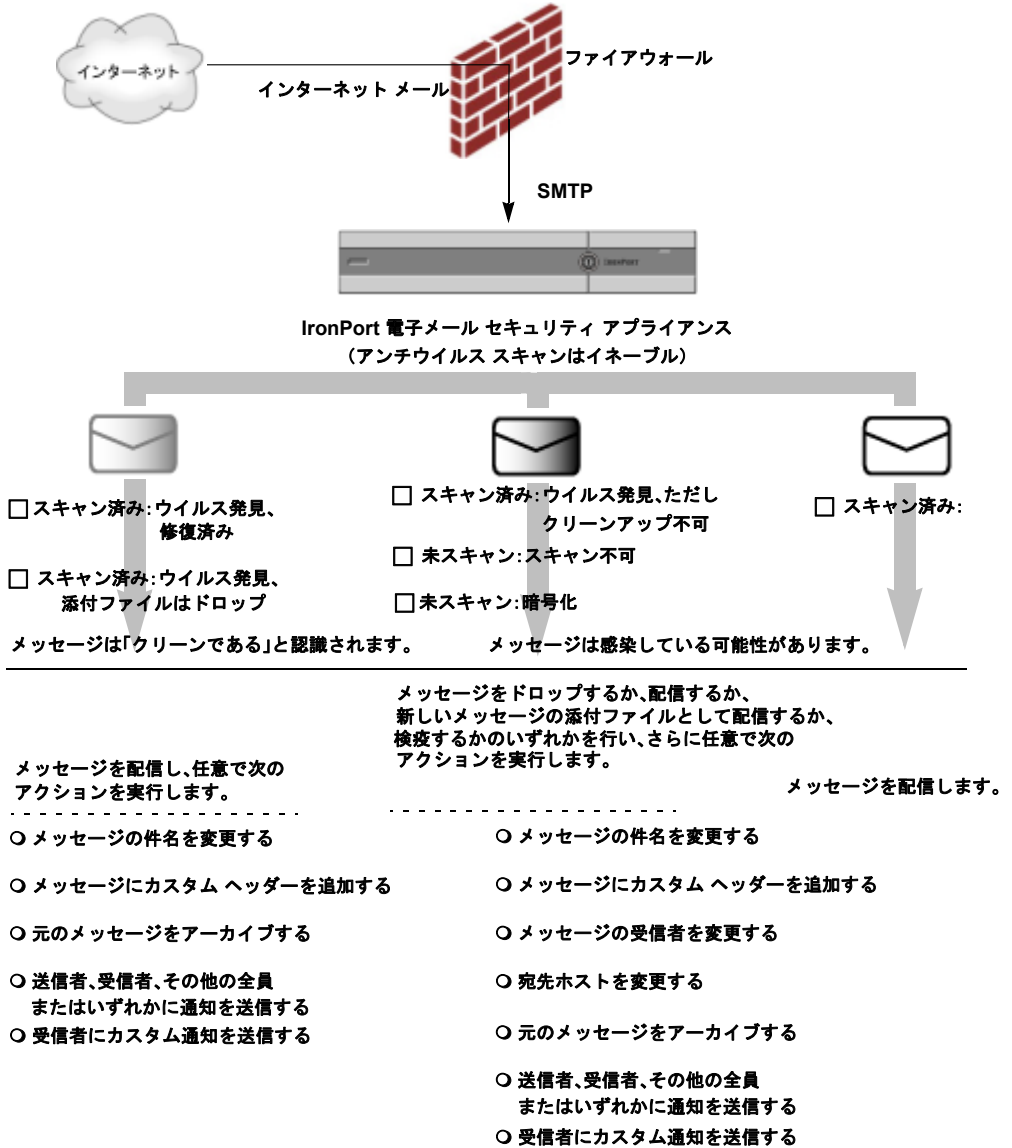 インターネット
ファイアウォール
インターネット メール
SMTP
IRONPORT
IronPort 電子メール セキュリティ アプライアンス
（アンチウイルス スキャンはイネーブル）
スキャン済み：ウイルス発見、
修復済み
スキャン済み：ウイルス発見、
添付ファイルはドロップ
メッセージは「クリーンである」と認識されます。
スキャン済み：ウイルス発見、ただし
クリーンアップ不可
未スキャン：スキャン不可
未スキャン：暗号化
メッセージは感染している可能性があります。
スキャン済み：
メッセージを配信し、任意で次の
アクションを実行します。
メッセージの件名を変更する
メッセージにカスタム ヘッダーを追加する
元のメッセージをアーカイブする
送信者、受信者、その他の全員
またはいずれかに通知を送信する
受信者にカスタム通知を送信する
メッセージをドロップするか、配信するか、
新しいメッセージの添付ファイルとして配信するか、
検疫するかのいずれかを行い、さらに任意で次の
アクションを実行します。
メッセージの件名を変更する
メッセージにカスタム ヘッダーを追加する
メッセージの受信者を変更する
宛先ホストを変更する
元のメッセージをアーカイブする
送信者、受信者、その他の全員
またはいずれかに通知を送信する
受信者にカスタム通知を送信する
メッセージを配信します。